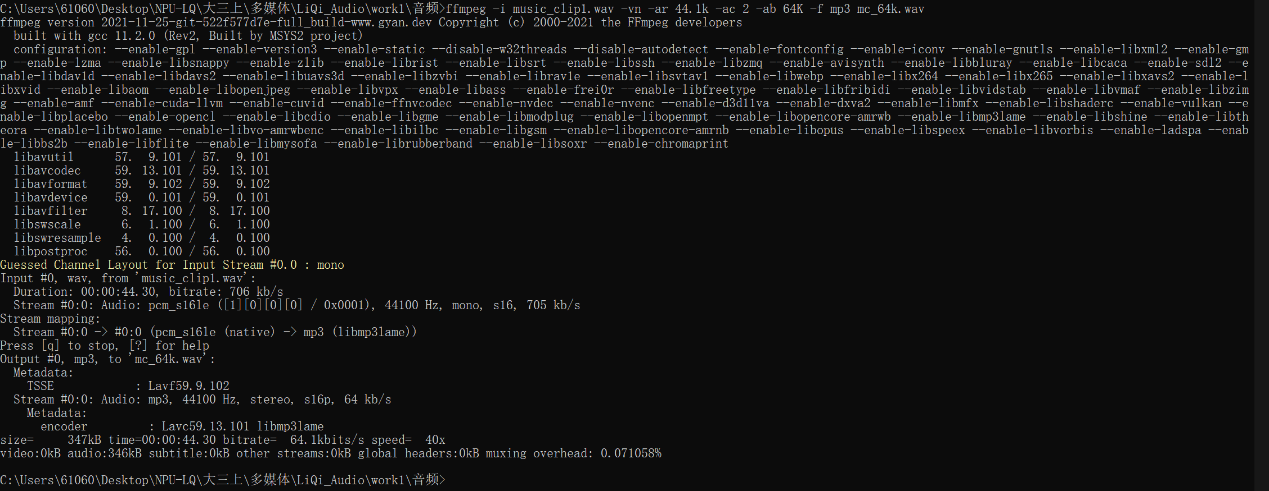 C:\Users\61060\Desktop\NPU-LQ\大三上\多媒体\LiQi_Audio\work1\音频>ffmpeg -i music_clip1.wav -vn -ar 44.1k -ac 2 -ab 64K -f mp3 mc_64k.wav
ffmpeg version 2021-11-25-git-522f577d7e-full_build-www.gyan.dev Copyright (c) 2000-2021 the FFmpeg developers
  built with gcc 11.2.0 (Rev2, Built by MSYS2 project)
  configuration: --enable-gpl --enable-version3 --enable-static --disable-w32threads --disable-autodetect --enable-fontconfig --enable-iconv --enable-gnutls --enable-libxml2 --enable-gm
p --enable-lzma --enable-libsnappy --enable-zlib --enable-librist --enable-libsrt --enable-libssh --enable-libzmq --enable-avisynth --enable-libbluray --enable-libcaca --enable-sdl2 --e
nable-libdav1d --enable-libdavs2 --enable-libuavs3d --enable-libzvbi --enable-librav1e --enable-libsvtav1 --enable-libwebp --enable-libx264 --enable-libx265 --enable-libxavs2 --enable-l
ibxvid --enable-libaom --enable-libopenjpeg --enable-libvpx --enable-libass --enable-frei0r --enable-libfreetype --enable-libfribidi --enable-libvidstab --enable-libvmaf --enable-libzim
g --enable-amf --enable-cuda-llvm --enable-cuvid --enable-ffnvcodec --enable-nvdec --enable-nvenc --enable-d3d11va --enable-dxva2 --enable-libmfx --enable-libshaderc --enable-vulkan --e
nable-libplacebo --enable-opencl --enable-libcdio --enable-libgme --enable-libmodplug --enable-libopenmpt --enable-libopencore-amrwb --enable-libmp3lame --enable-libshine --enable-libth
eora --enable-libtwolame --enable-libvo-amrwbenc --enable-libilbc --enable-libgsm --enable-libopencore-amrnb --enable-libopus --enable-libspeex --enable-libvorbis --enable-ladspa --enab
le-libbs2b --enable-libflite --enable-libmysofa --enable-librubberband --enable-libsoxr --enable-chromaprint
  libavutil      57.  9.101 / 57.  9.101
  libavcodec     59. 13.101 / 59. 13.101
  libavformat    59.  9.102 / 59.  9.102
  libavdevice    59.  0.101 / 59.  0.101
  libavfilter     8. 17.100 /  8. 17.100
  libswscale      6.  1.100 /  6.  1.100
  libswresample   4.  0.100 /  4.  0.100
  libpostproc    56.  0.100 / 56.  0.100
Guessed Channel Layout for Input Stream #0.0 : mono
Input #0, wav, from 'music_clip1.wav':
  Duration: 00:00:44.30, bitrate: 706 kb/s
  Stream #0:0: Audio: pcm_s16le ([1][0][0][0] / 0x0001), 44100 Hz, mono, s16, 705 kb/s
Stream mapping:
  Stream #0:0 -> #0:0 (pcm_s16le (native) -> mp3 (libmp3lame))
Press [q] to stop, [?] for help
Output #0, mp3, to 'mc_64k.wav':
  Metadata:
    TSSE            : Lavf59.9.102
  Stream #0:0: Audio: mp3, 44100 Hz, stereo, s16p, 64 kb/s
    Metadata:
      encoder         : Lavc59.13.101 libmp3lame
size=     347kB time=00:00:44.30 bitrate=  64.1kbits/s speed=  40x
video:0kB audio:346kB subtitle:0kB other streams:0kB global headers:0kB muxing overhead: 0.071058%
C:\Users\61060\Desktop\NPU-LQ\大三上\多媒体\LiQi_Audio\work1\音频>